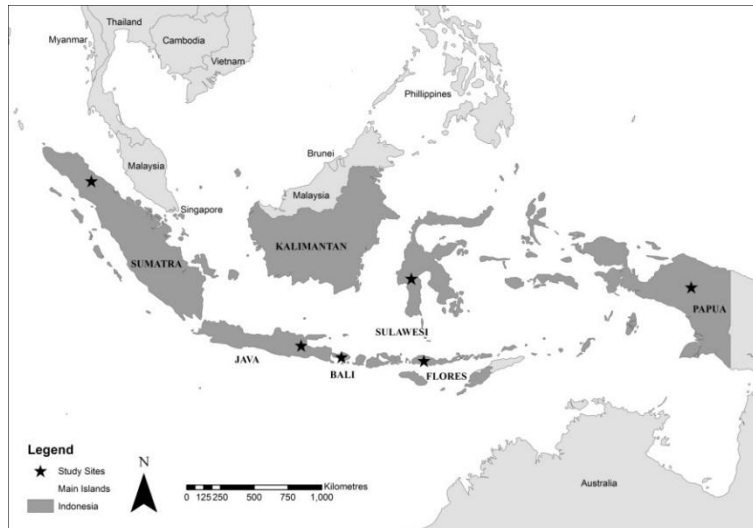 Thailand
Myanmar
Cambodia
Vietnam
Phillippines
Brunei
Malaysia
Malaysia
Singapore
KALIMANTAN
SUMATRA
PAPUA
SULAWESI
JAVA
BALI
FLORES
Legend
Study Sites
Main Islands
Indonesia
N
0 125 250 500 750 1,000 Kilometres
Australia